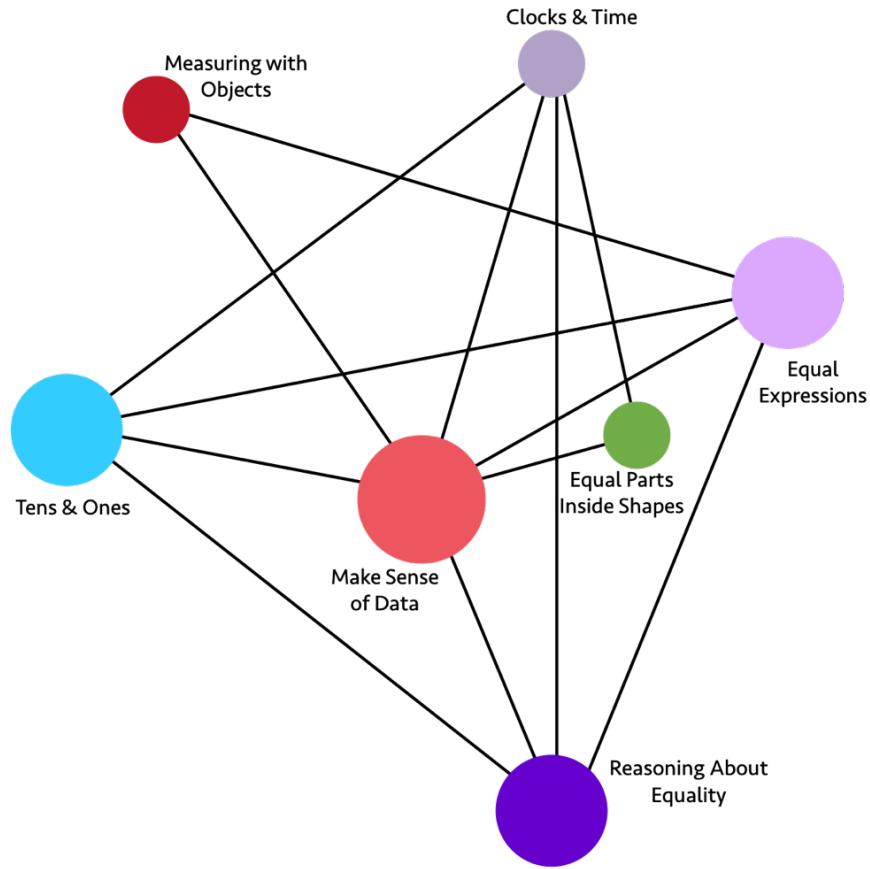 Clocks & Time
Measuring with
Objects
Equal
Expressions
Equal Parts
Inside Shapes
Tens & Ones
Make Sense
of Data
Reasoning About
Equality